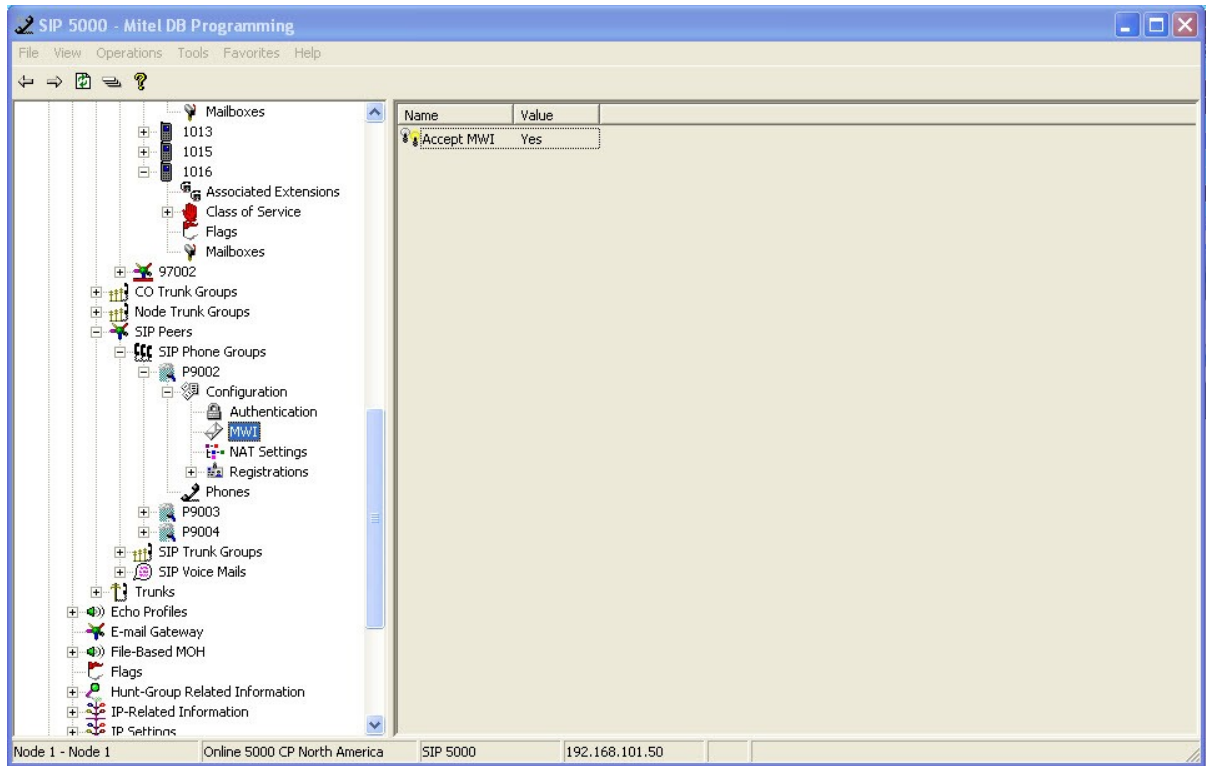 SIP 5000 - Mitel DB Programming
File View Operations Tools Favorites Help
Mailboxes
1013
1015
1016
Associated Extensions
Class of Service
Flags
Mailboxes
97002
CO Trunk Groups
Node Trunk Groups
SIP Peers
SIP Phone Groups
P9002
Configuration
Authentication
MWI
NAT Settings
Registrations
Phones
P9003
P9004
SIP Trunk Groups
SIP Voice Mails
Trunks
Echo Profiles
E-mail Gateway
File-Based MOH
Flags
Hunt-Group Related Information
IP-Related Information
IP Settings
Name Value
Accept MWI Yes
Node 1 - Node 1 Online 5000 CP North America SIP 5000 192.168.101.50